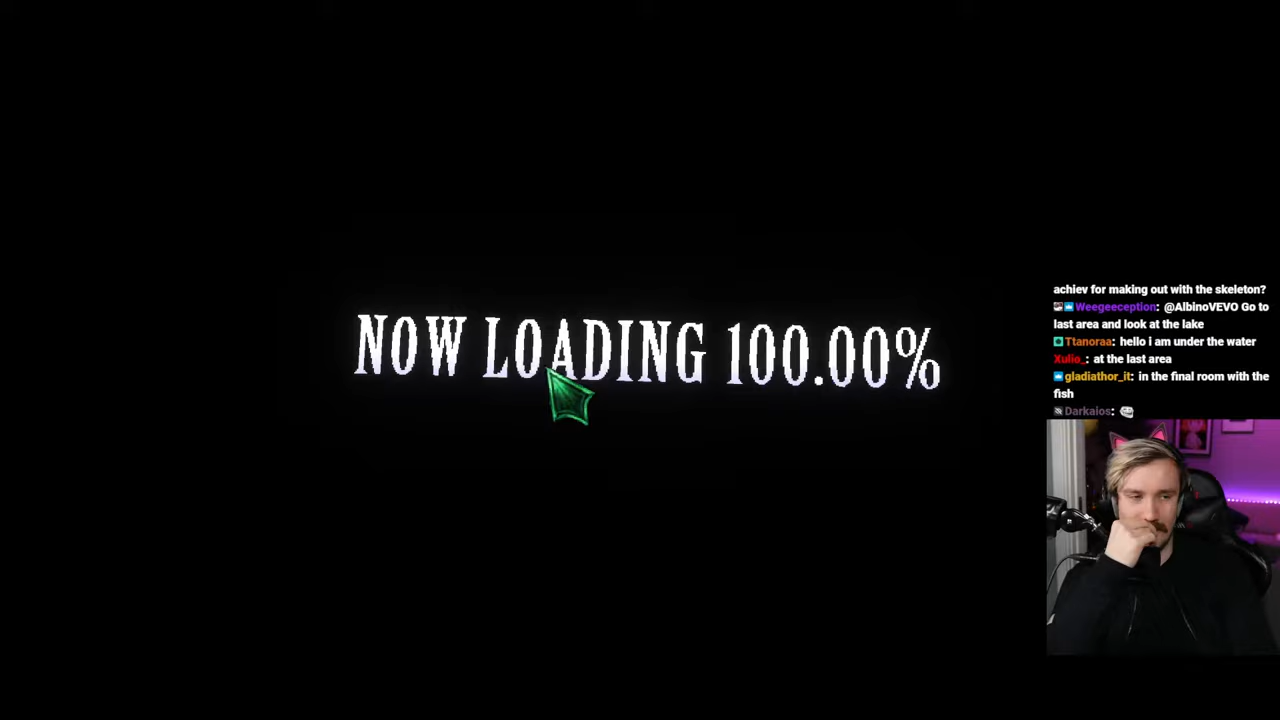 NOW LOADING 100.00%
achiev for making out with the skeleton?
Weegeeception: @AlbinoVEVO Go to
last area and look at the lake
Ttanoraa: hello i am under the water
Xulio_: at the last area
gladiathor_it: in the final room with the
fish
Darkaios: